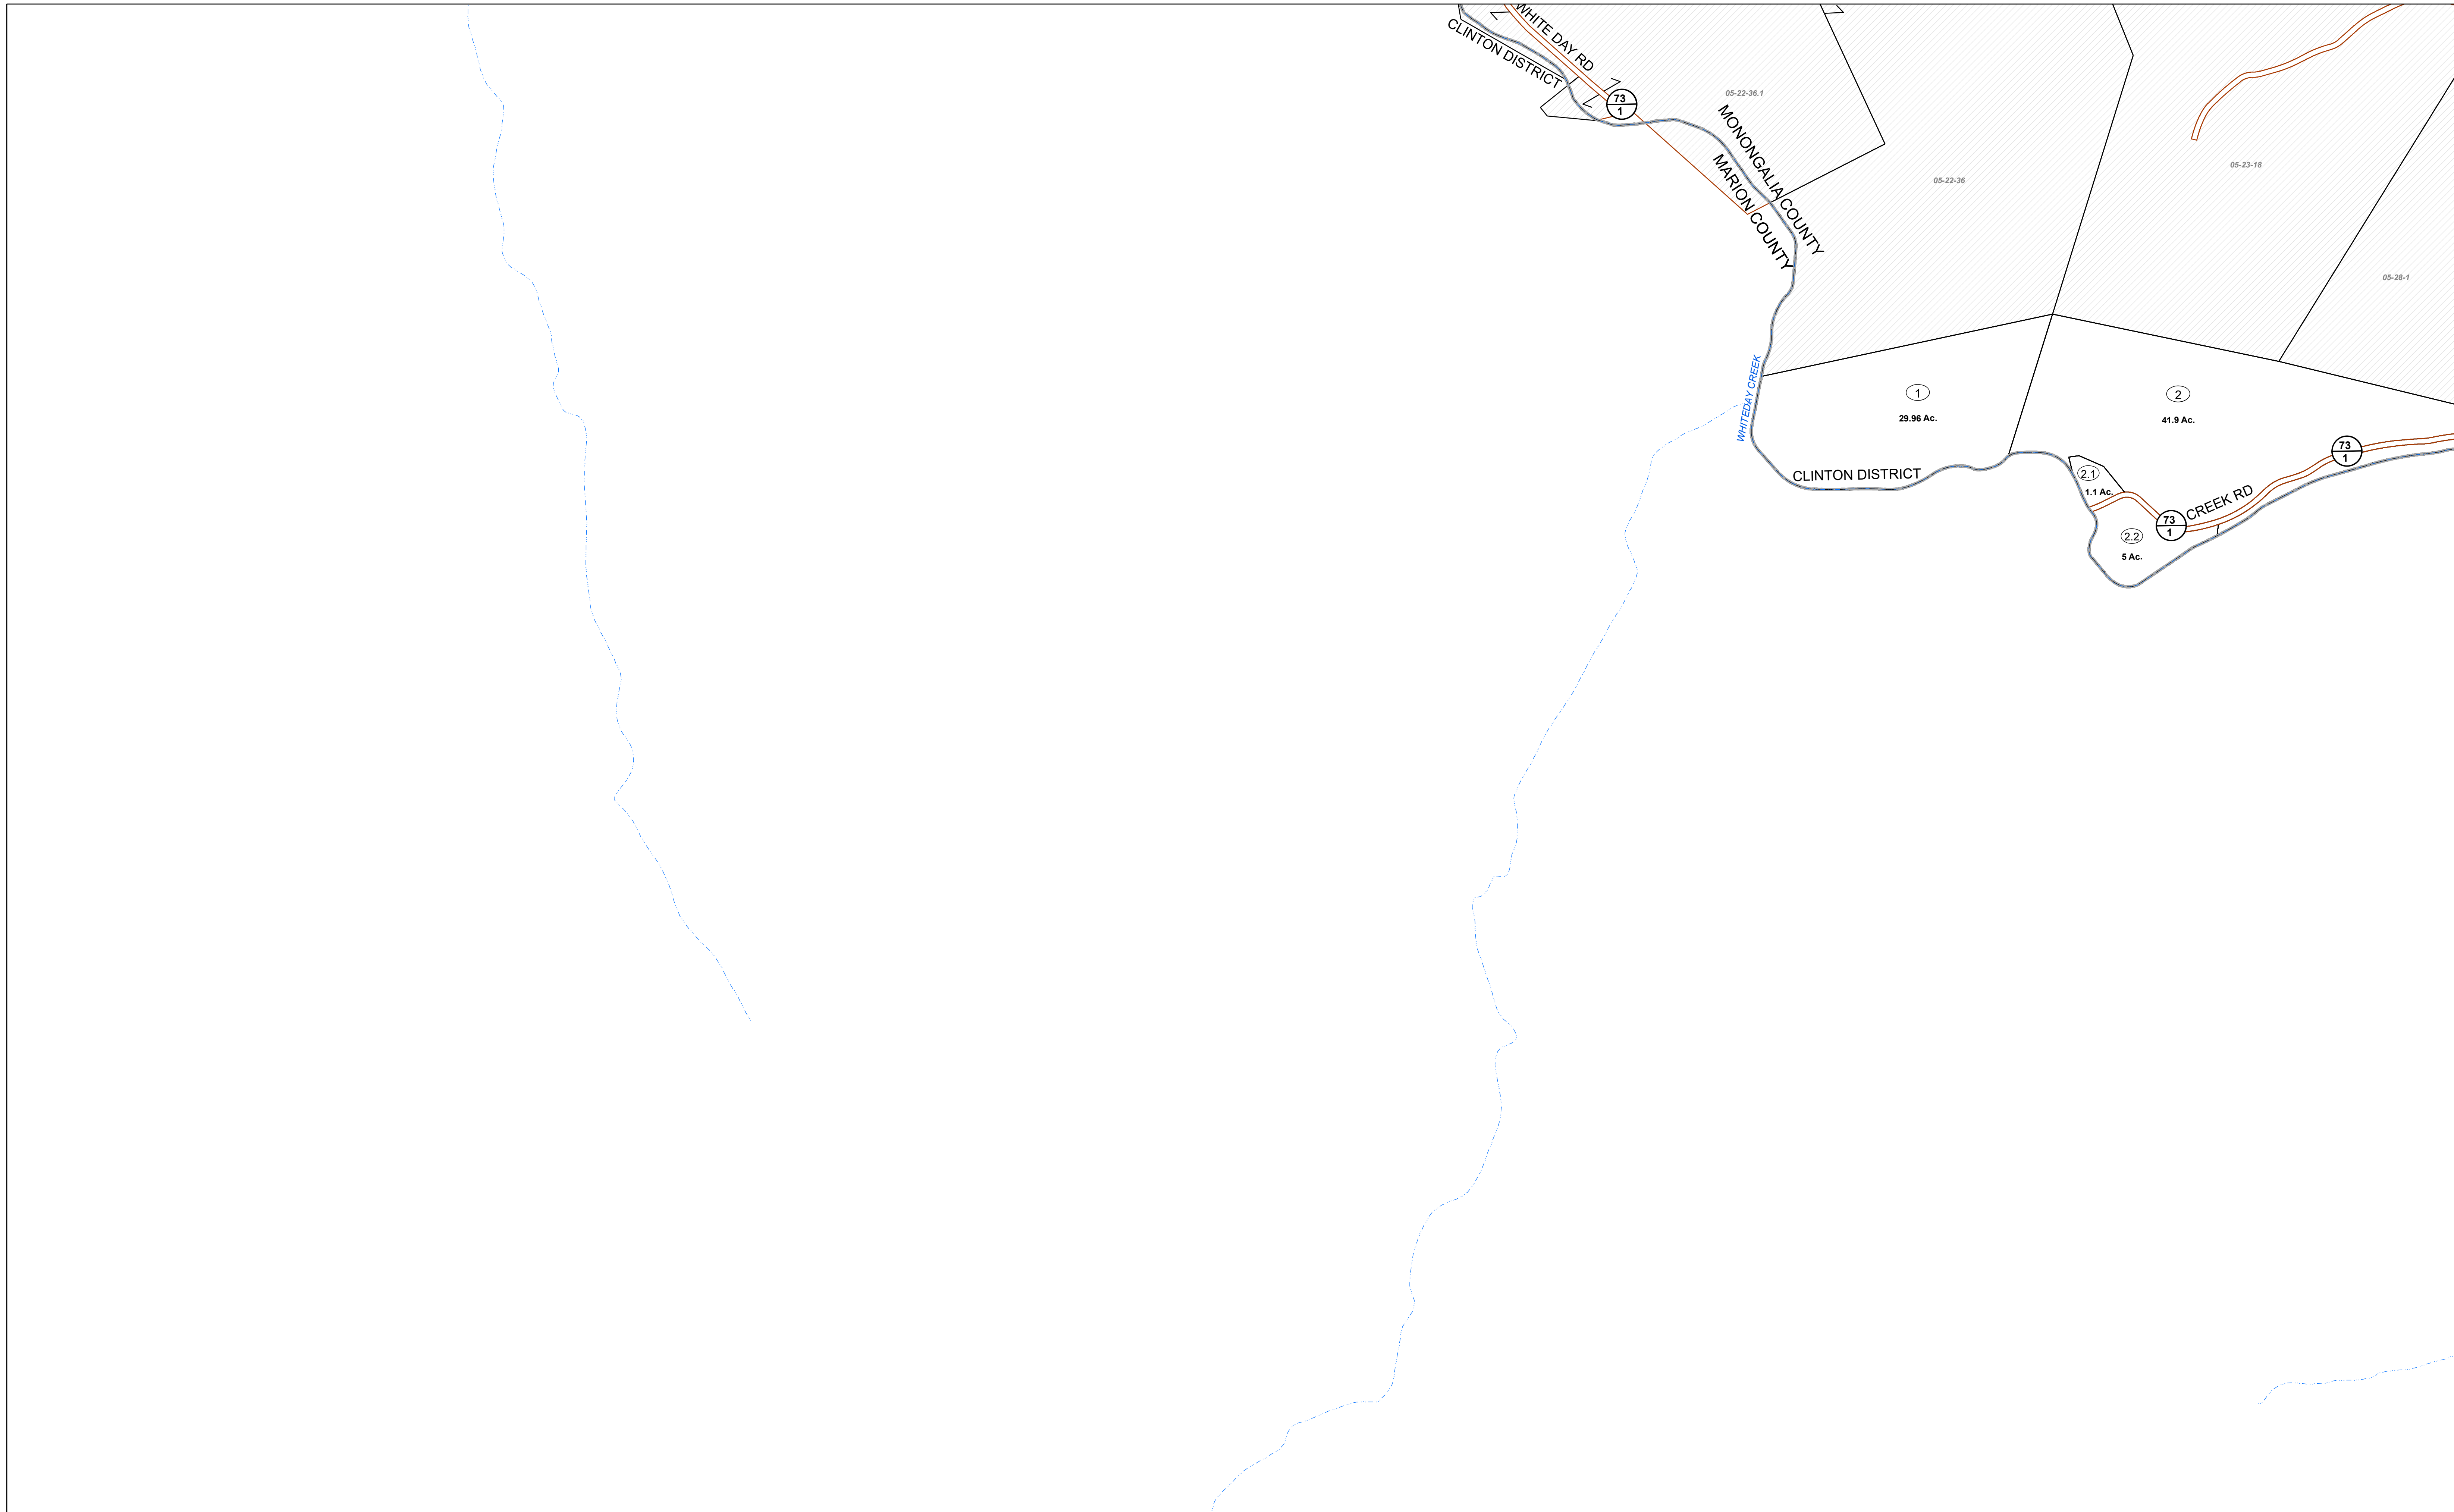 WHITE DAY RD
CLINTON DISTRICT
73
1
05-22-36.1
MONONGALIA COUNTY
MARION COUNTY
05-22-36
05-23-18
05-28-1
WHITEDAY CREEK
1
29.96 Ac.
2
41.9 Ac.
73
1
CLINTON DISTRICT
2.1
1.1 Ac.
CREEK RD
73
1
2.2
5 Ac.